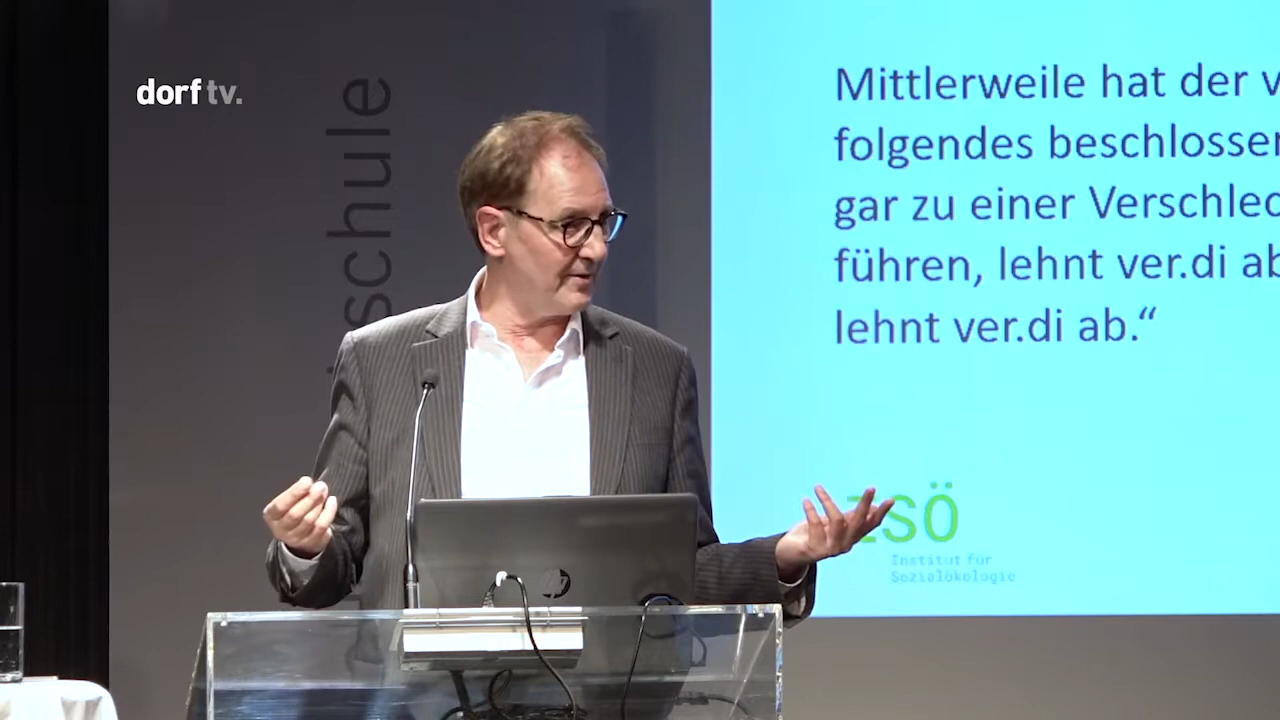 dorf tv.
schule
Mittlerweile hat der v
folgendes beschlossen
gar zu einer Verschlec
führen, lehnt ver.di ab
lehnt ver.di ab.“
ISÖ
Institut für
Sozialökologie